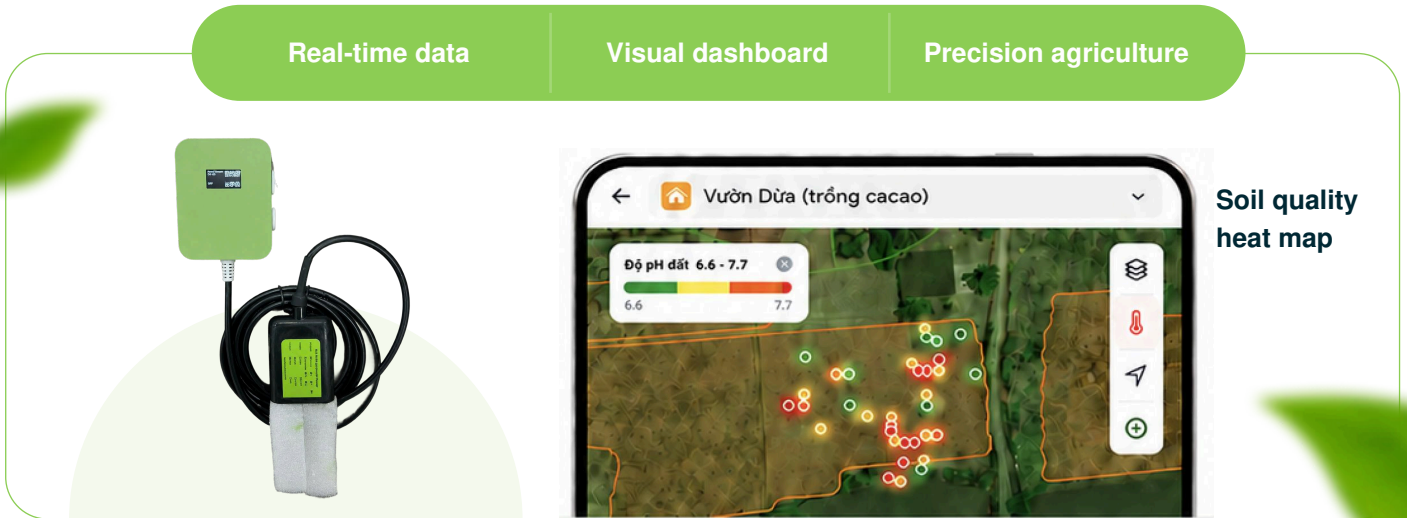 Real-time data
Visual dashboard
Precision agriculture
Vườn Dừa (trồng cacao)
Soil quality
heat map
Độ pH đất 6.6 - 7.7
6.6
7.7